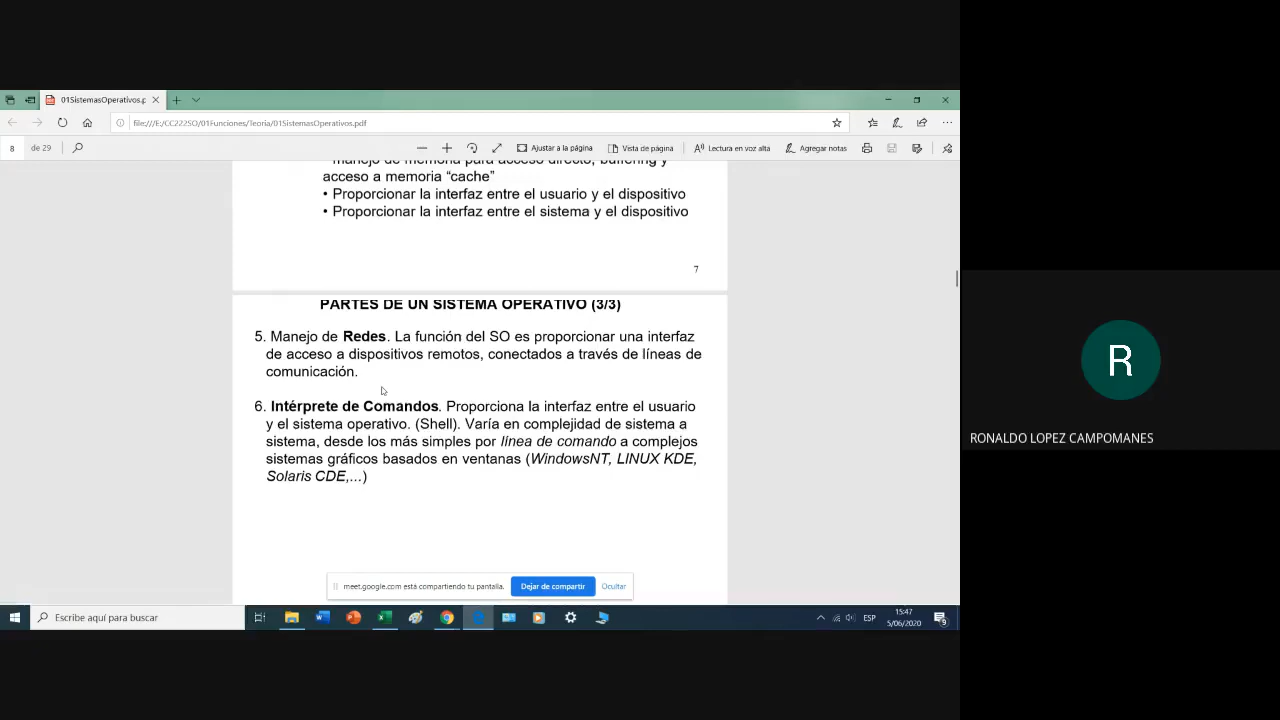 01SistemasOperativos.p
file:///E:/CC222SO/01Funciones/Teoria/01SistemasOperativos.pdf
8 de 29
Ajustar a la página
Vista de página
Lectura en voz alta
Agregar notas
manejo de memoria para acceso directo, buffering y
acceso a memoria “cache”
• Proporcionar la interfaz entre el usuario y el dispositivo
• Proporcionar la interfaz entre el sistema y el dispositivo
7
PARTES DE UN SISTEMA OPERATIVO (3/3)
5. Manejo de Redes. La función del SO es proporcionar una interfaz
de acceso a dispositivos remotos, conectados a través de líneas de
comunicación.
6. Intérprete de Comandos. Proporciona la interfaz entre el usuario
y el sistema operativo. (Shell). Varía en complejidad de sistema a
sistema, desde los más simples por línea de comando a complejos
sistemas gráficos basados en ventanas (WindowsNT, LINUX KDE,
Solaris CDE,...)
meet.google.com está compartiendo tu pantalla.
Dejar de compartir
Ocultar
Escribe aquí para buscar
ESP
15:47
5/06/2020
R
RONALDO LOPEZ CAMPOMANES